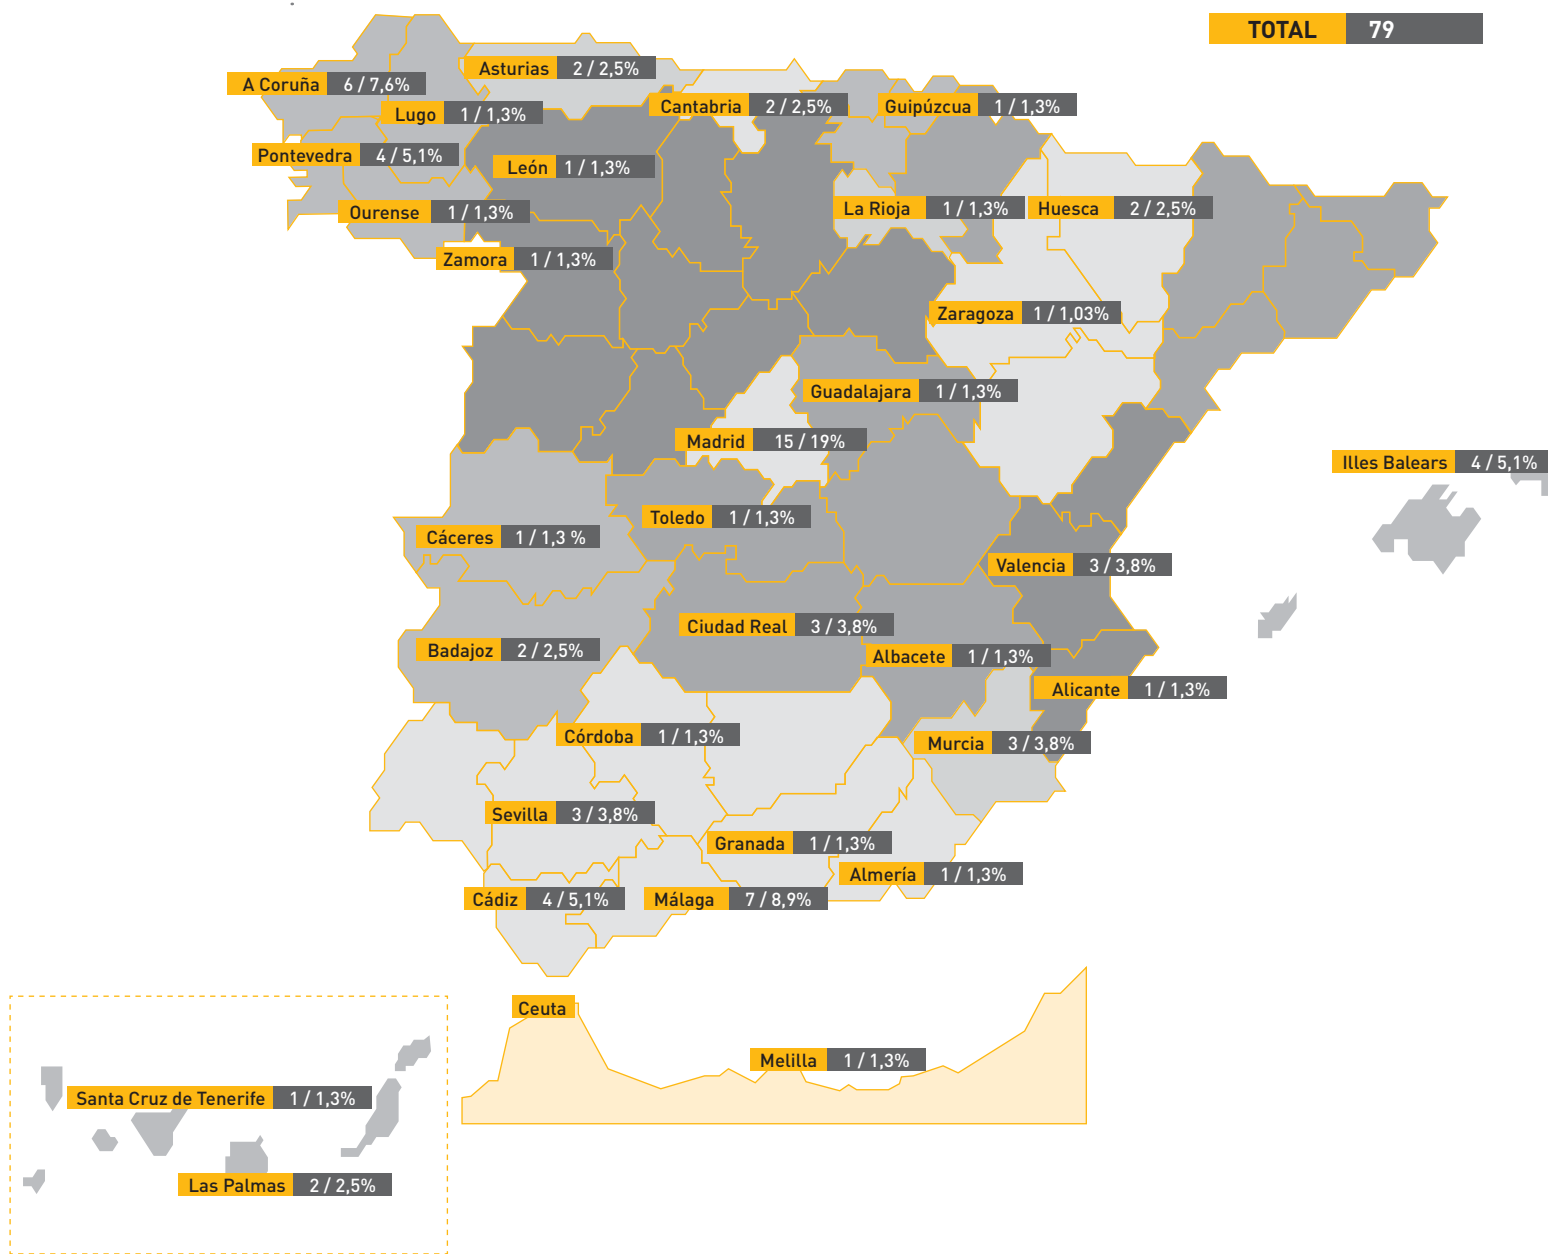 TOTAL 79
Asturias 2 / 2,5%
A Coruña 6 / 7,6%
Cantabria 2 / 2,5%
Guipúzcua 1 / 1,3%
Lugo 1 / 1,3%
Pontevedra 4 / 5,1%
León 1 / 1,3%
Ourense 1 / 1,3%
La Rioja 1 / 1,3%
Huesca 2 / 2,5%
Zamora 1 / 1,3%
Zaragoza 1 / 1,03%
Guadalajara 1 / 1,3%
Madrid 15 / 19%
Illes Balears 4 / 5,1%
Toledo 1 / 1,3%
Cáceres 1 / 1,3 %
Valencia 3 / 3,8%
Ciudad Real 3 / 3,8%
Badajoz 2 / 2,5%
Albacete 1 / 1,3%
Alicante 1 / 1,3%
Córdoba 1 / 1,3%
Murcia 3 / 3,8%
Sevilla 3 / 3,8%
Granada 1 / 1,3%
Almería 1 / 1,3%
Cádiz 4 / 5,1%
Málaga 7 / 8,9%
Ceuta
Melilla 1 / 1,3%
Santa Cruz de Tenerife 1 / 1,3%
Las Palmas 2 / 2,5%